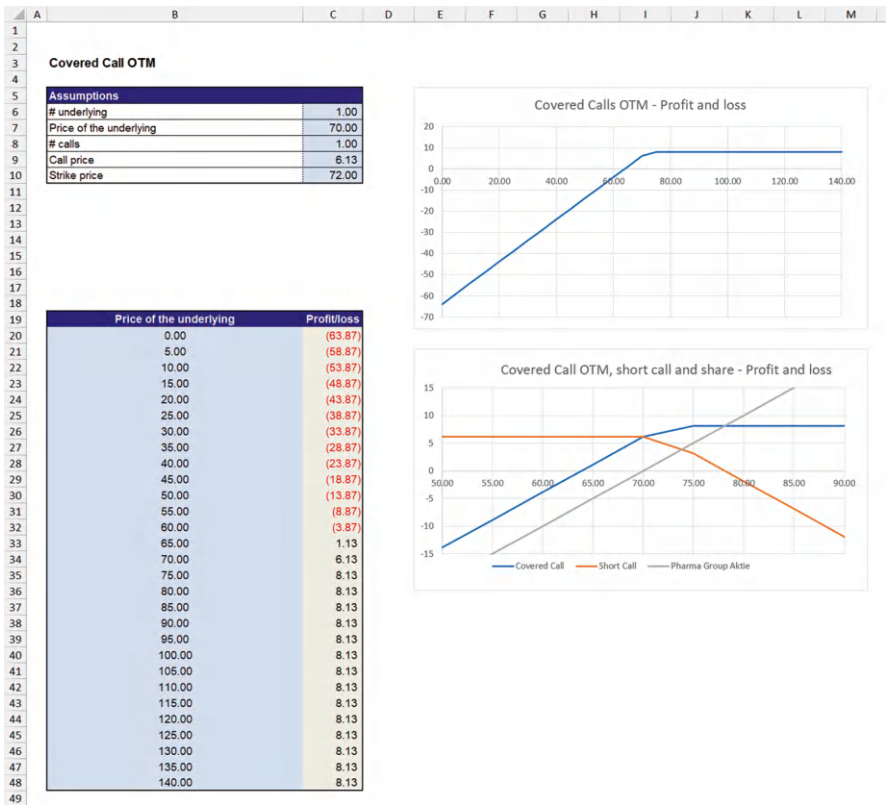 A B C D E F G H I J K L M
1
2
3 Covered Call OTM
4
5 Assumptions
6 # underlying 1.00
7 Price of the underlying 70.00
8 # calls 1.00
9 Call price 6.13
10 Strike price 72.00
11
12
13
14
15
16
17
18
19 Price of the underlying Profit/loss
20 0.00 (63.87)
21 5.00 (58.87)
22 10.00 (53.87)
23 15.00 (48.87)
24 20.00 (43.87)
25 25.00 (38.87)
26 30.00 (33.87)
27 35.00 (28.87)
28 40.00 (23.87)
29 45.00 (18.87)
30 50.00 (13.87)
31 55.00 (8.87)
32 60.00 (3.87)
33 65.00 1.13
34 70.00 6.13
35 75.00 8.13
36 80.00 8.13
37 85.00 8.13
38 90.00 8.13
39 95.00 8.13
40 100.00 8.13
41 105.00 8.13
42 110.00 8.13
43 115.00 8.13
44 120.00 8.13
45 125.00 8.13
46 130.00 8.13
47 135.00 8.13
48 140.00 8.13
49
Covered Calls OTM - Profit and loss
20
10
0
0.00 20.00 40.00 60.00 80.00 100.00 120.00 140.00
-10
-20
-30
-40
-50
-60
-70
Covered Call OTM, short call and share - Profit and loss
15
10
5
0
50.00 55.00 60.00 65.00 70.00 75.00 80.00 85.00 90.00
-5
-10
-15
Covered Call Short Call Pharma Group Aktie